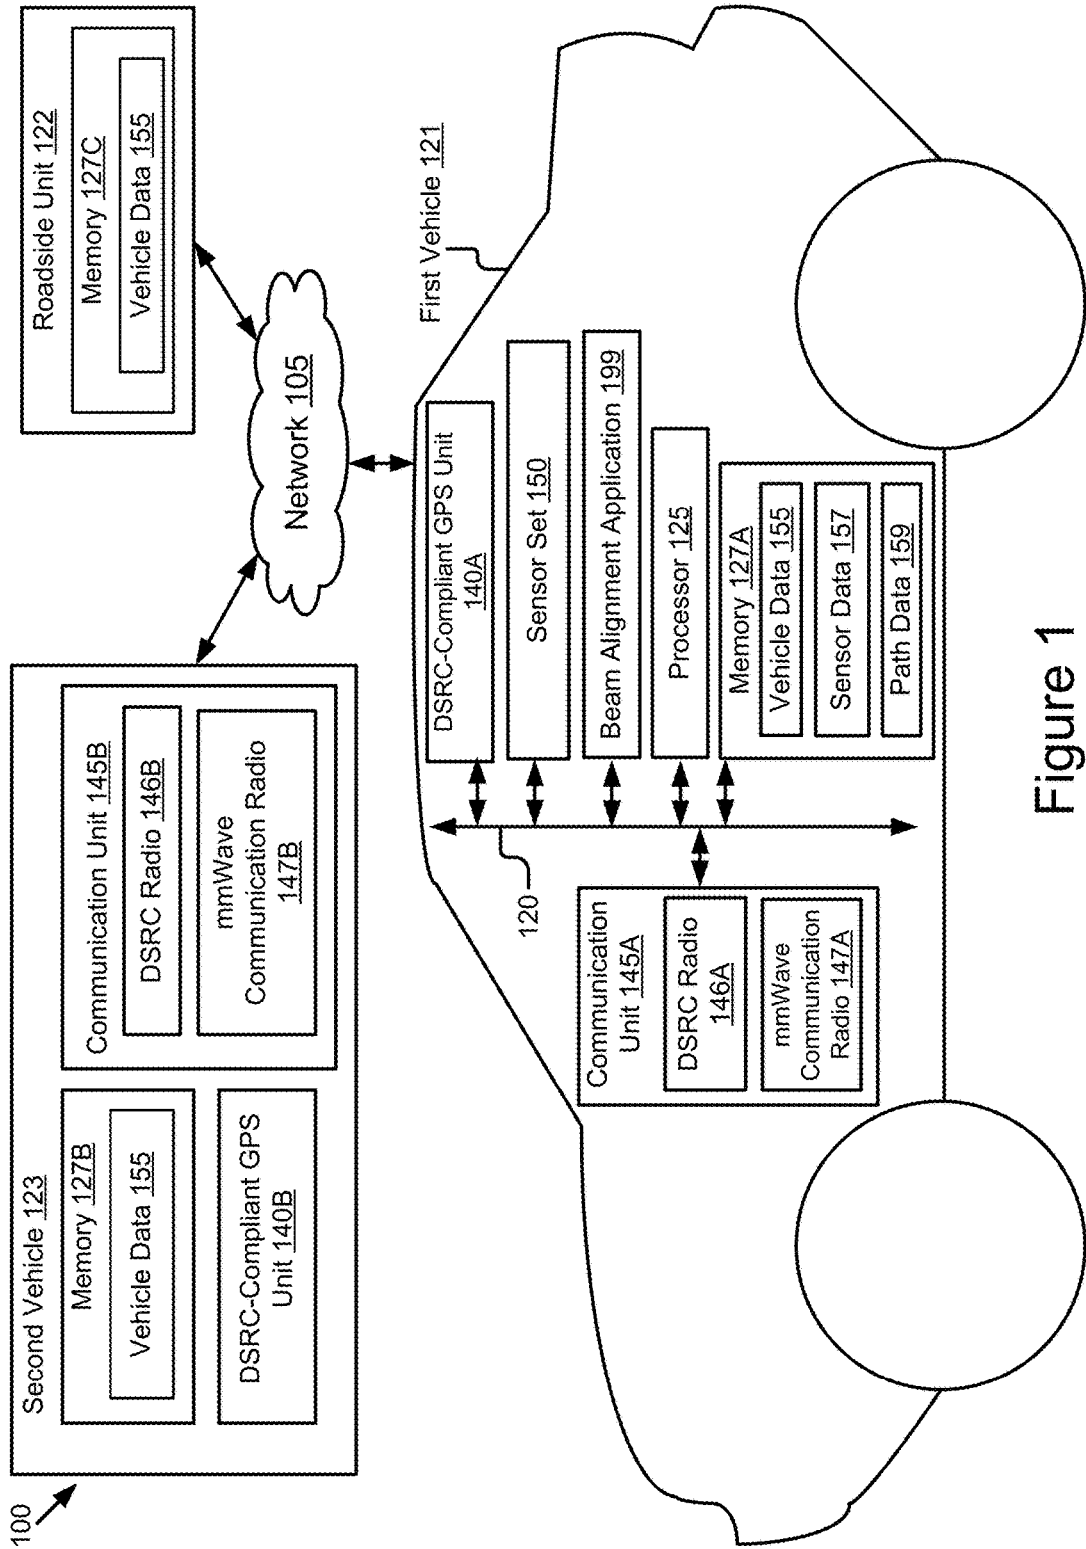 100
Second Vehicle 123
Memory 127B
Vehicle Data 155
DSRC-Compliant GPS
Unit 140B
Communication Unit 145B
DSRC Radio 146B
mmWave
Communication Radio
147B
Roadside Unit 122
Memory 127C
Vehicle Data 155
Network 105
First Vehicle 121
120
Communication
Unit 145A
DSRC Radio
146A
mmWave
Communication
Radio 147A
DSRC-Compliant GPS Unit
140A
Sensor Set 150
Beam Alignment Application 199
Processor 125
Memory 127A
Vehicle Data 155
Sensor Data 157
Path Data 159
Figure 1